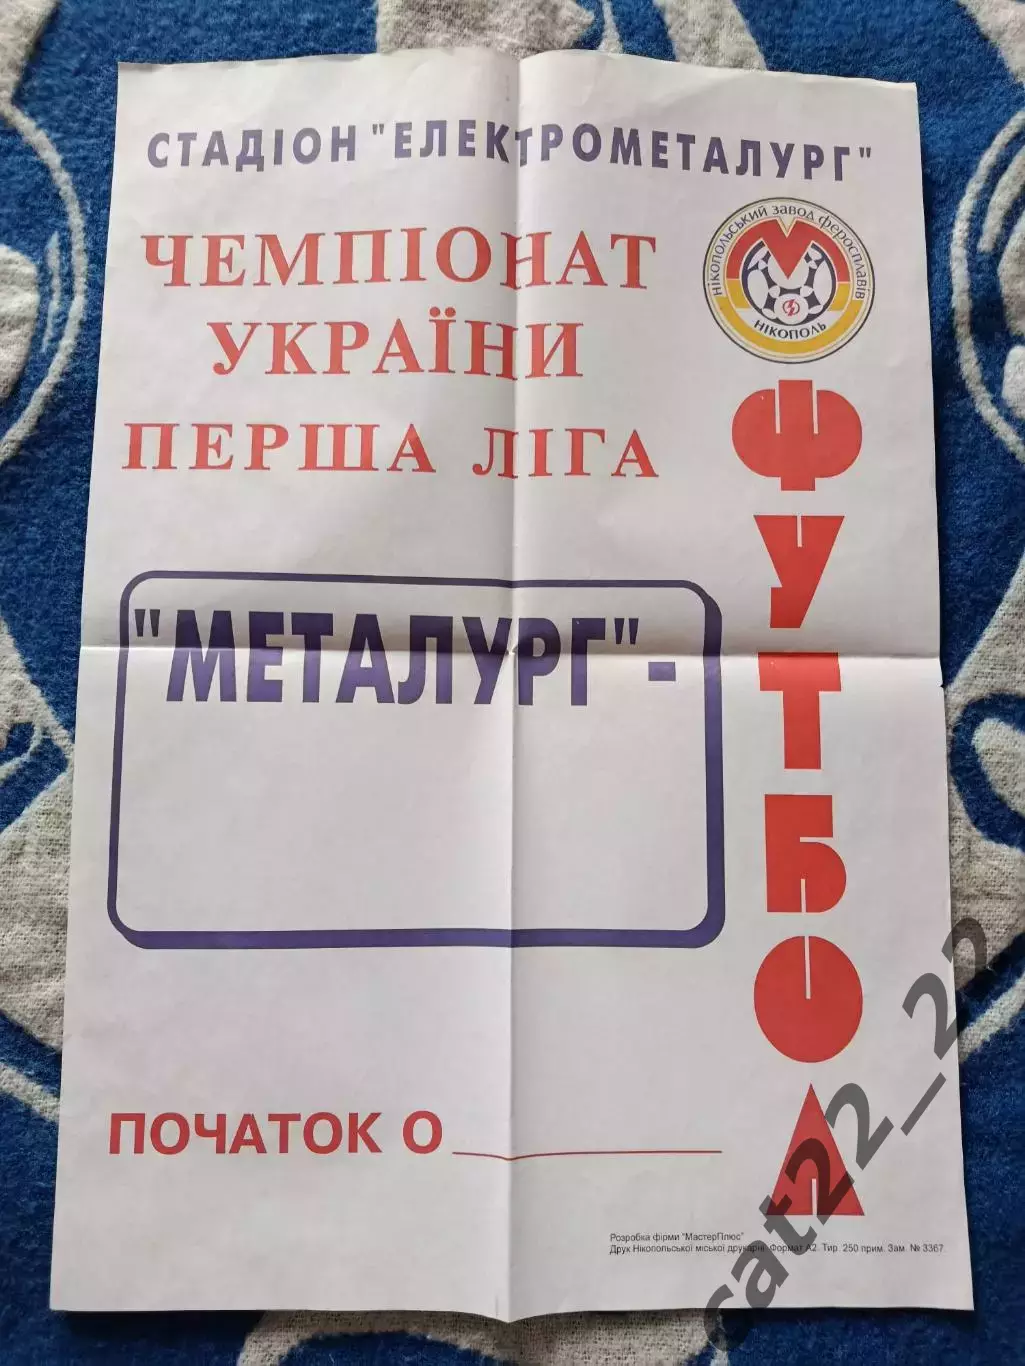 СТАДІОН "ЕЛЕКТРОМЕТАЛУРГ"
ЧЕМПІОНАТ
УКРАЇНИ
ПЕРША ЛІГА
НІКОПОЛЬСЬКИЙ ЗАВОД ФЕРОСПЛАВІВ
М
НІКОПОЛЬ
ФУТБОЛ
"МЕТАЛУРГ"-
ПОЧАТОК О
Розробка фірми "МастерПлюс"
Друк Нікопольської міської друкарні. Формат А2. Тир. 250 прим. Зам. № 3367.
cat22_22